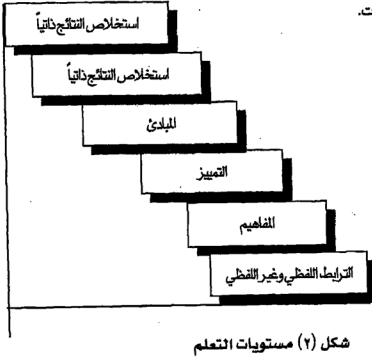 ت.
استخلاص النتائج ذاتياً
استخلاص النتائج ذاتياً
المبادئ
التمييز
المفاهيم
الترابط اللفظي وغير اللفظي
شكل (٢) مستويات التعلم